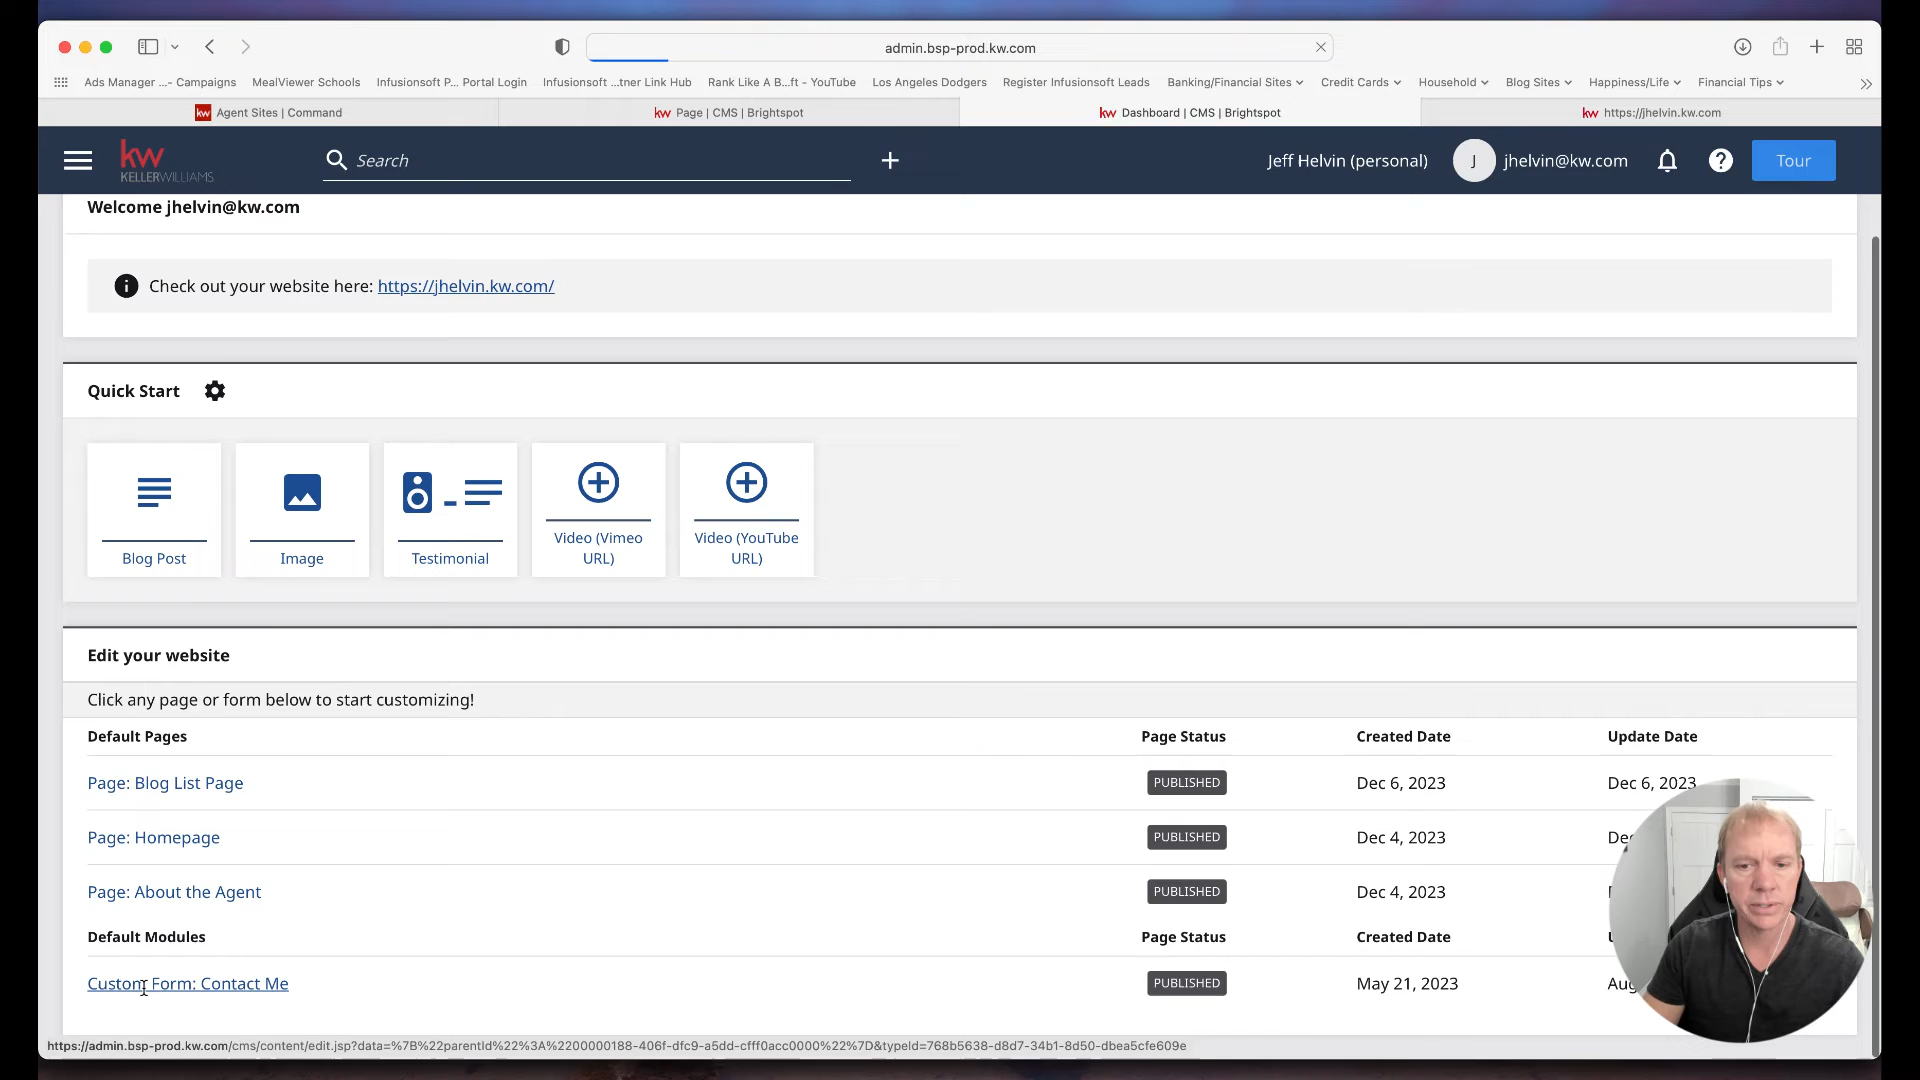 admin.bsp-prod.kw.com
Ads Manager ...- Campaigns MealViewer Schools Infusionsoft P... Portal Login Infusionsoft ...tner Link Hub Rank Like A B...ft - YouTube Los Angeles Dodgers Register Infusionsoft Leads Banking/Financial Sites Credit Cards Household Blog Sites Happiness/Life Financial Tips
kw Agent Sites | Command
kw Page | CMS | Brightspot
kw Dashboard | CMS | Brightspot
kw https://jhelvin.kw.com
kw
KELLERWILLIAMS
Search
Jeff Helvin (personal)
J
jhelvin@kw.com
Tour
Welcome jhelvin@kw.com
Check out your website here: https://jhelvin.kw.com/
Quick Start
Blog Post
Image
Testimonial
Video (Vimeo
URL)
Video (YouTube
URL)
Edit your website
Click any page or form below to start customizing!
Default Pages Page Status Created Date Update Date
Page: Blog List Page PUBLISHED Dec 6, 2023 Dec 6, 2023
Page: Homepage PUBLISHED Dec 4, 2023
Page: About the Agent PUBLISHED Dec 4, 2023
Default Modules Page Status Created Date
Custom Form: Contact Me PUBLISHED May 21, 2023
https://admin.bsp-prod.kw.com/cms/content/edit.jsp?data=%7B%22parentId%22%3A%2200000188-406f-dfc9-a5dd-cfff0acc0000%22%7D&typeId=768b5638-d8d7-34b1-8d50-dbea5cfe609e